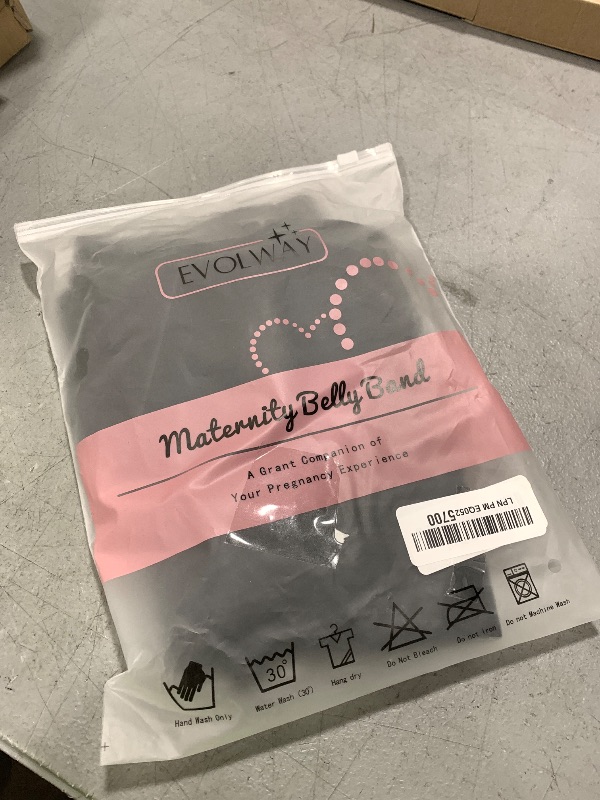 EVOLWAY
Maternity Belly Band
A Grant Companion of
Your Pregnancy Experience
LPN PM EQ0525700
30°
Hand Wash Only
Water Wash (30°)
Hang dry
Do Not Bleach
Do not iron
Do not Machine Wash